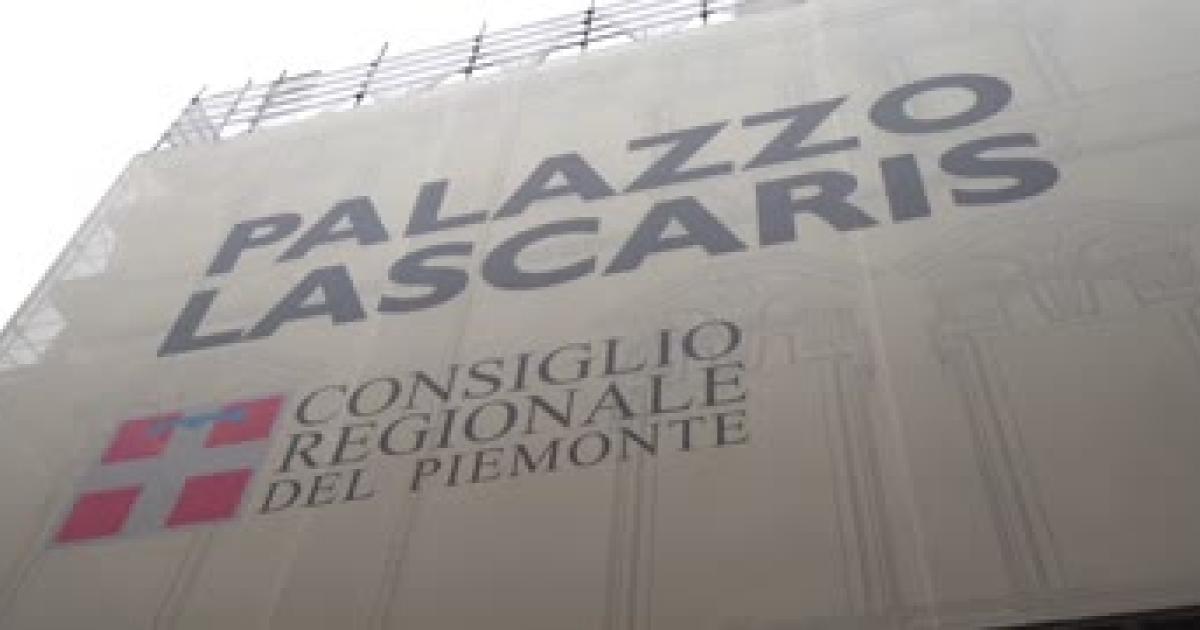 PALAZZO
LASCARIS
CONSIGLIO
REGIONALE
DEL PIEMONTE